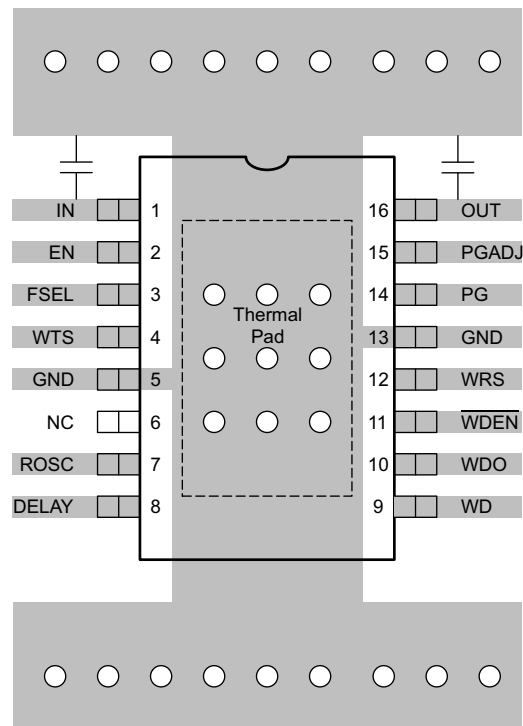 IN 1 16 OUT
EN 2 15 PGADJ
FSEL 3 14 PG
Thermal
Pad
WTS 4 13 GND
GND 5 12 WRS
NC 6 11 WDEN
ROSC 7 10 WDO
DELAY 8 9 WD